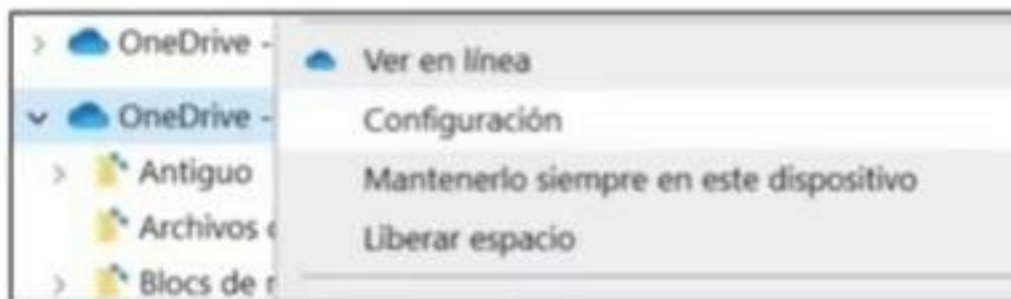 OneDrive -
OneDrive -
Antiguo
Archivos
Blocs de
Ver en línea
Configuración
Mantenerlo siempre en este dispositivo
Liberar espacio